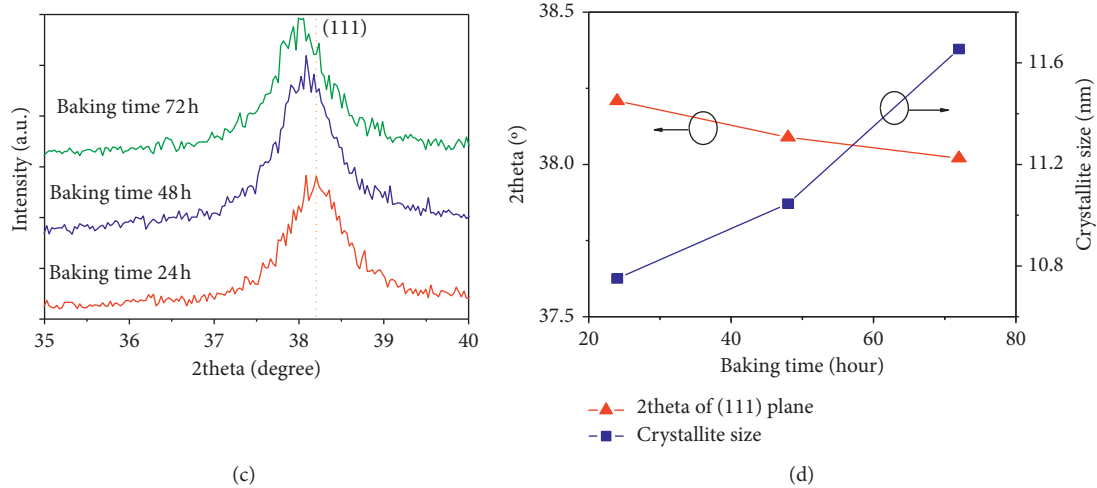 (111)
Baking time 72 h
Baking time 48 h
Baking time 24 h
Intensity (a.u.)
35 36 37 38 39 40
2theta (degree)
(c)
38.5
38.0
37.5
2theta (o)
11.6
11.2
10.8
Crystallite size (nm)
20 40 60 80
Baking time (hour)
2theta of (111) plane
Crystallite size
(d)